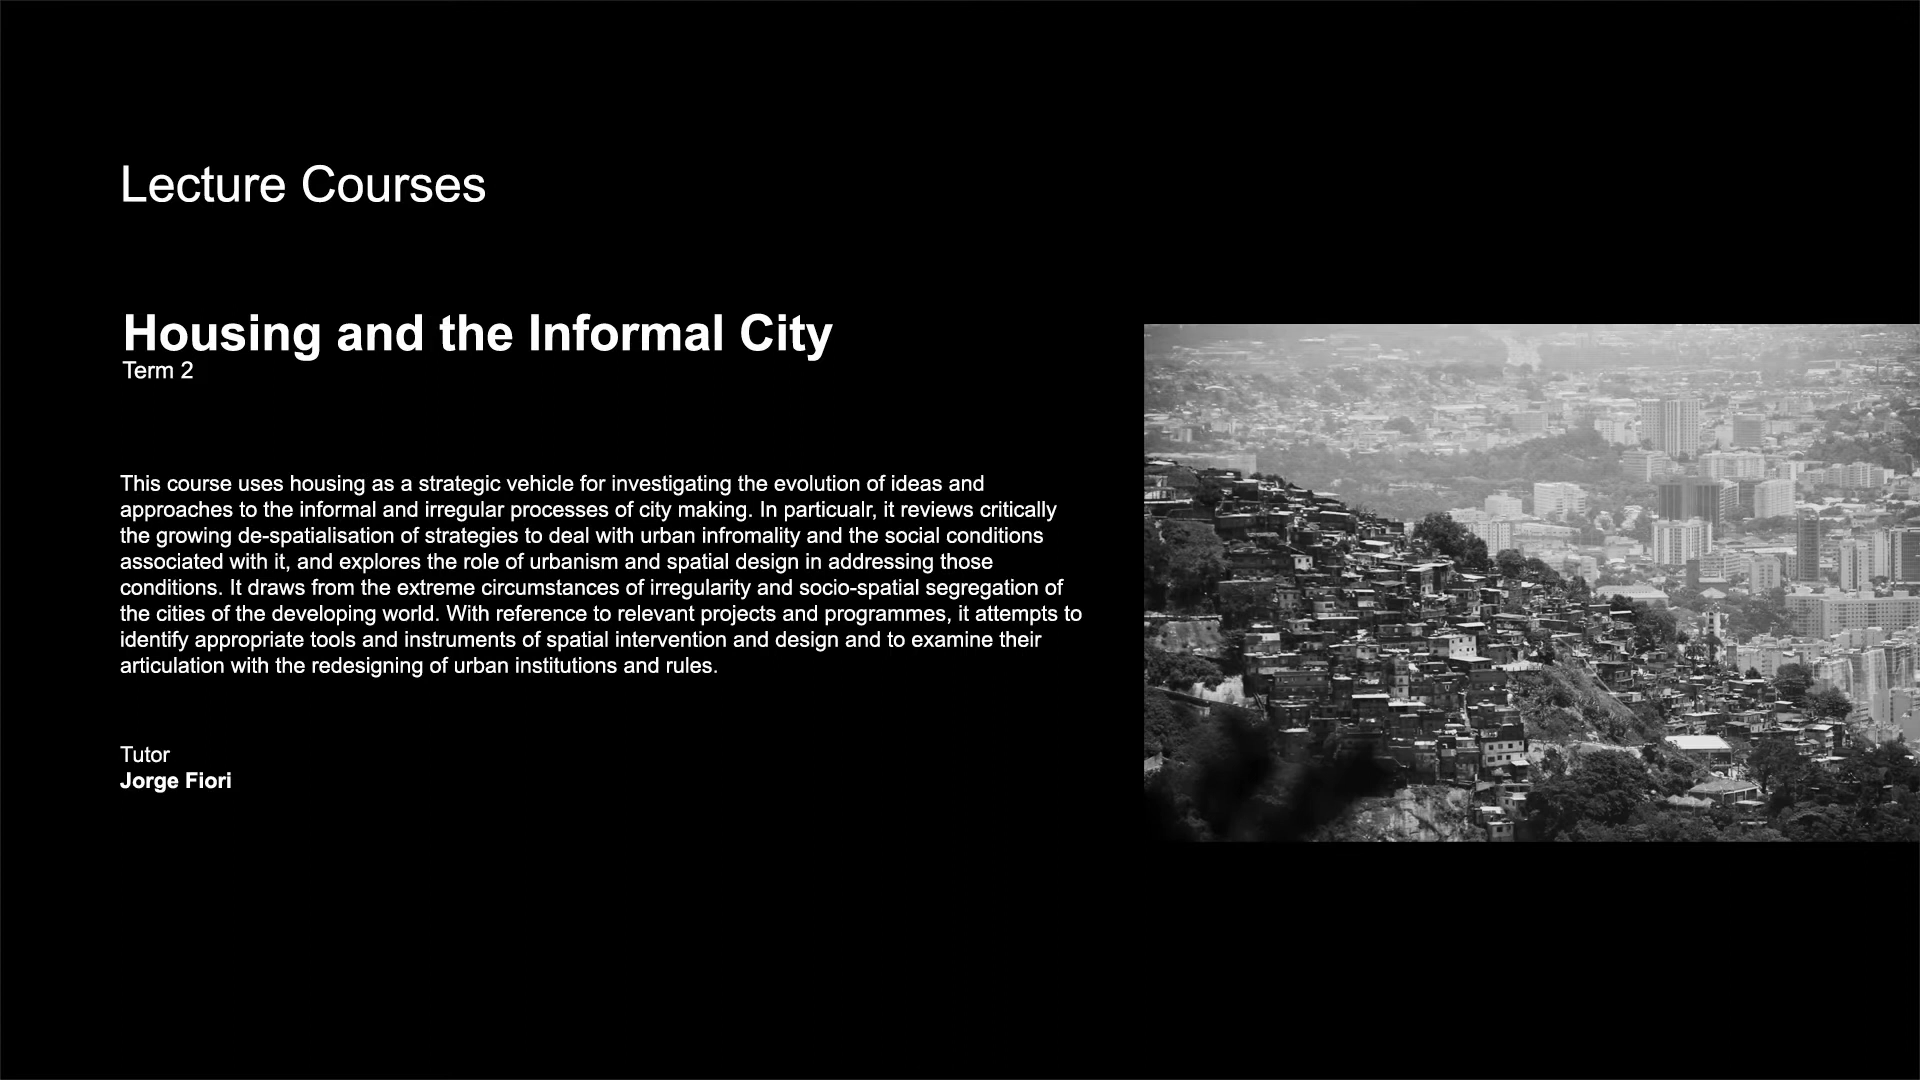 Lecture Courses
Housing and the Informal City
Term 2
This course uses housing as a strategic vehicle for investigating the evolution of ideas and
approaches to the informal and irregular processes of city making. In particualr, it reviews critically
the growing de-spatialisation of strategies to deal with urban infromality and the social conditions
associated with it, and explores the role of urbanism and spatial design in addressing those
conditions. It draws from the extreme circumstances of irregularity and socio-spatial segregation of
the cities of the developing world. With reference to relevant projects and programmes, it attempts to
identify appropriate tools and instruments of spatial intervention and design and to examine their
articulation with the redesigning of urban institutions and rules.
Tutor
Jorge Fiori